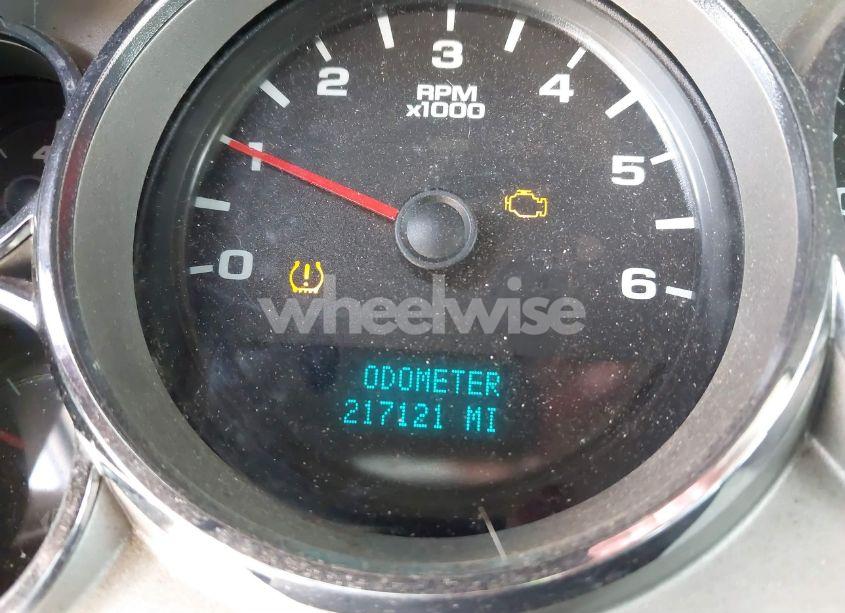 3
2
4
RPM
x1000
1
5
0
6
wheelwise
ODOMETER
217121 MI